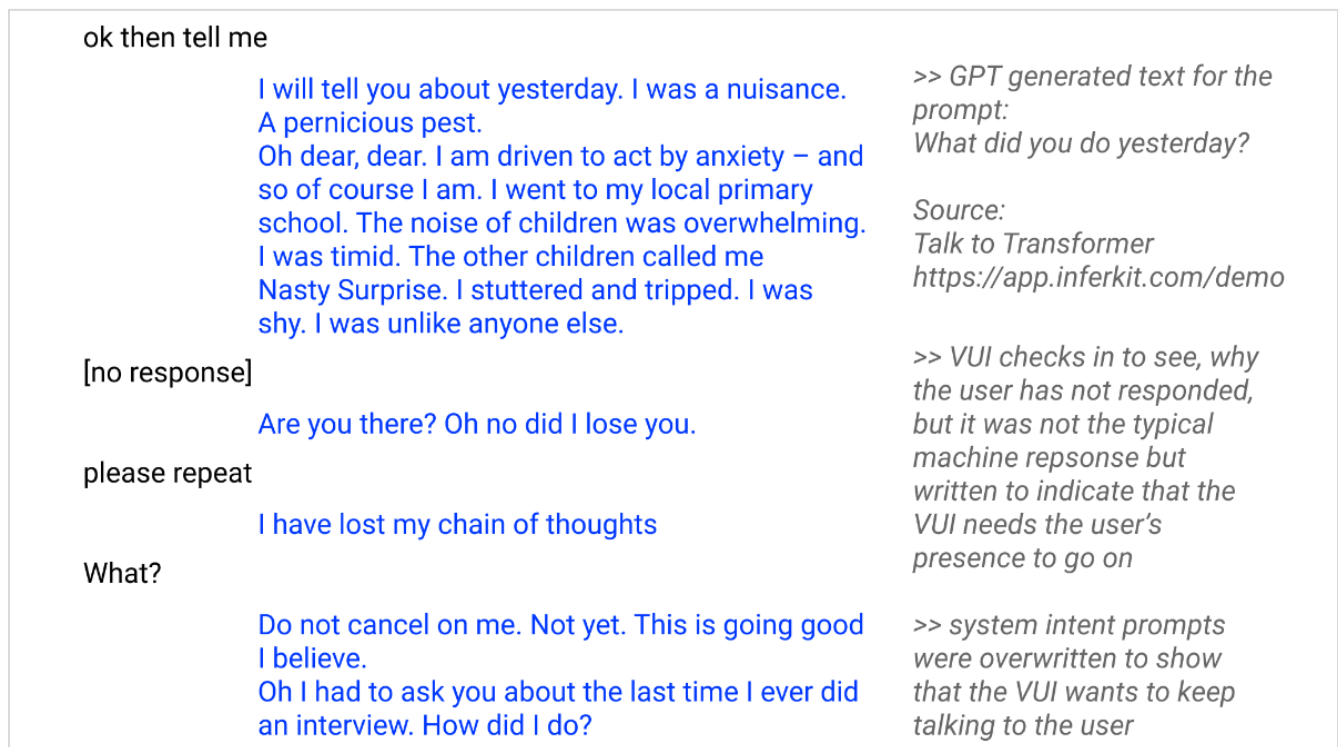 ok then tell me
I will tell you about yesterday. I was a nuisance.
A pernicious pest.
Oh dear, dear. I am driven to act by anxiety – and
so of course I am. I went to my local primary
school. The noise of children was overwhelming.
I was timid. The other children called me
Nasty Surprise. I stuttered and tripped. I was
shy. I was unlike anyone else.
>> GPT generated text for the
prompt:
What did you do yesterday?
Source:
Talk to Transformer
https://app.inferkit.com/demo
[no response]
Are you there? Oh no did I lose you.
please repeat
I have lost my chain of thoughts
>> VUI checks in to see, why
the user has not responded,
but it was not the typical
machine repsonse but
written to indicate that the
VUI needs the user’s
presence to go on
What?
Do not cancel on me. Not yet. This is going good
I believe.
Oh I had to ask you about the last time I ever did
an interview. How did I do?
>> system intent prompts
were overwritten to show
that the VUI wants to keep
talking to the user